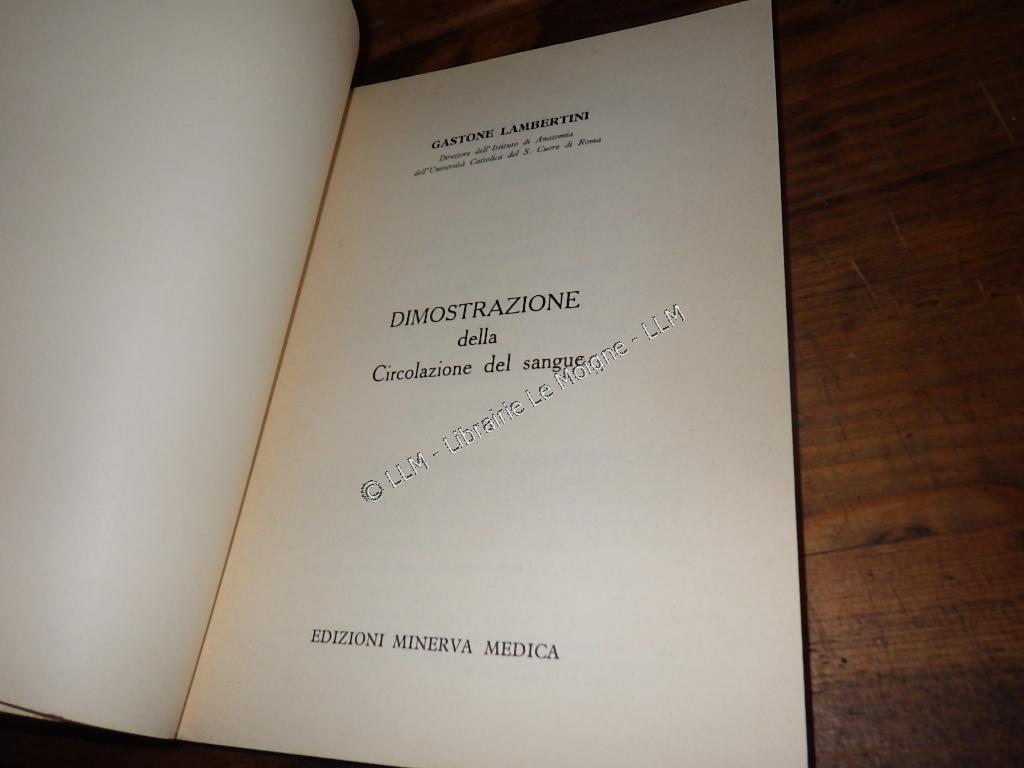 GASTONE LAMBERTINI
Direttore dell'Istituto di Anatomia
dell'Università Cattolica del S. Cuore di Roma
DIMOSTRAZIONE
della
Circolazione del sangue
© LLM - Librairie Le Moigne - LLM
EDIZIONI MINERVA MEDICA